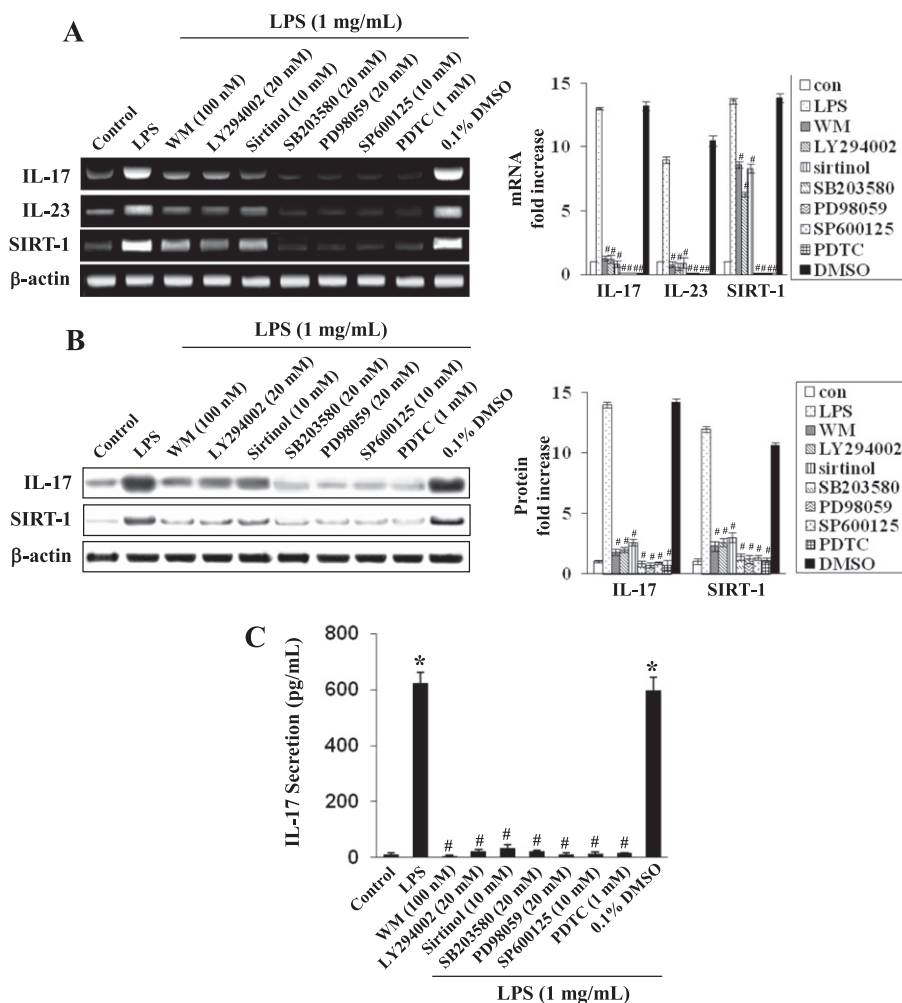 A
LPS (1 mg/mL)
Control
LPS
WM (100 nM)
LY294002 (20 mM)
Sirtinol (10 mM)
SB203580 (20 mM)
PD98059 (20 mM)
SP600125 (10 mM)
PDTC (1 mM)
0.1% DMSO
IL-17
IL-23
SIRT-1
β-actin
mRNA
fold increase
15
10
5
0
# # # # # # #
# # # # # # #
# # # # # # #
IL-17 IL-23 SIRT-1
con
LPS
WM
LY294002
sirtinol
SB203580
PD98059
SP600125
PDTC
DMSO
B
LPS (1 mg/mL)
Control
LPS
WM (100 nM)
LY294002 (20 mM)
Sirtinol (10 mM)
SB203580 (20 mM)
PD98059 (20 mM)
SP600125 (10 mM)
PDTC (1 mM)
0.1% DMSO
IL-17
SIRT-1
β-actin
Protein
fold increase
15
10
5
0
# # # # # # #
# # # # # # #
IL-17 SIRT-1
con
LPS
WM
LY294002
sirtinol
SB203580
PD98059
SP600125
PDTC
DMSO
C
IL-17 Secretion (pg/mL)
800
600
400
200
0
* # # # # # # # *
Control
LPS
WM (100 nM)
LY294002 (20 mM)
Sirtinol (10 mM)
SB203580 (20 mM)
PD98059 (20 mM)
SP600125 (10 mM)
PDTC (1 mM)
0.1% DMSO
LPS (1 mg/mL)